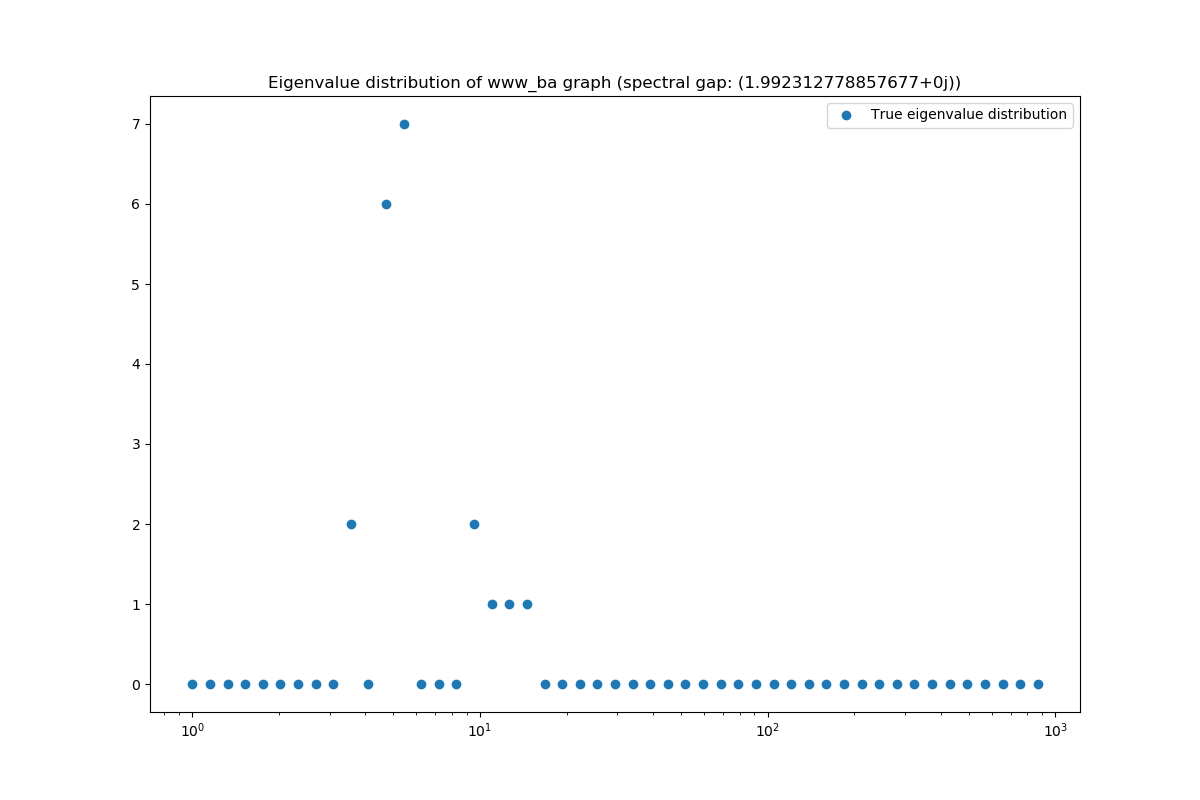 Eigenvalue distribution of www_ba graph (spectral gap: (1.992312778857677+0j))
True eigenvalue distribution
7
6
5
4
3
2
1
0
10⁰ 10¹ 10² 10³